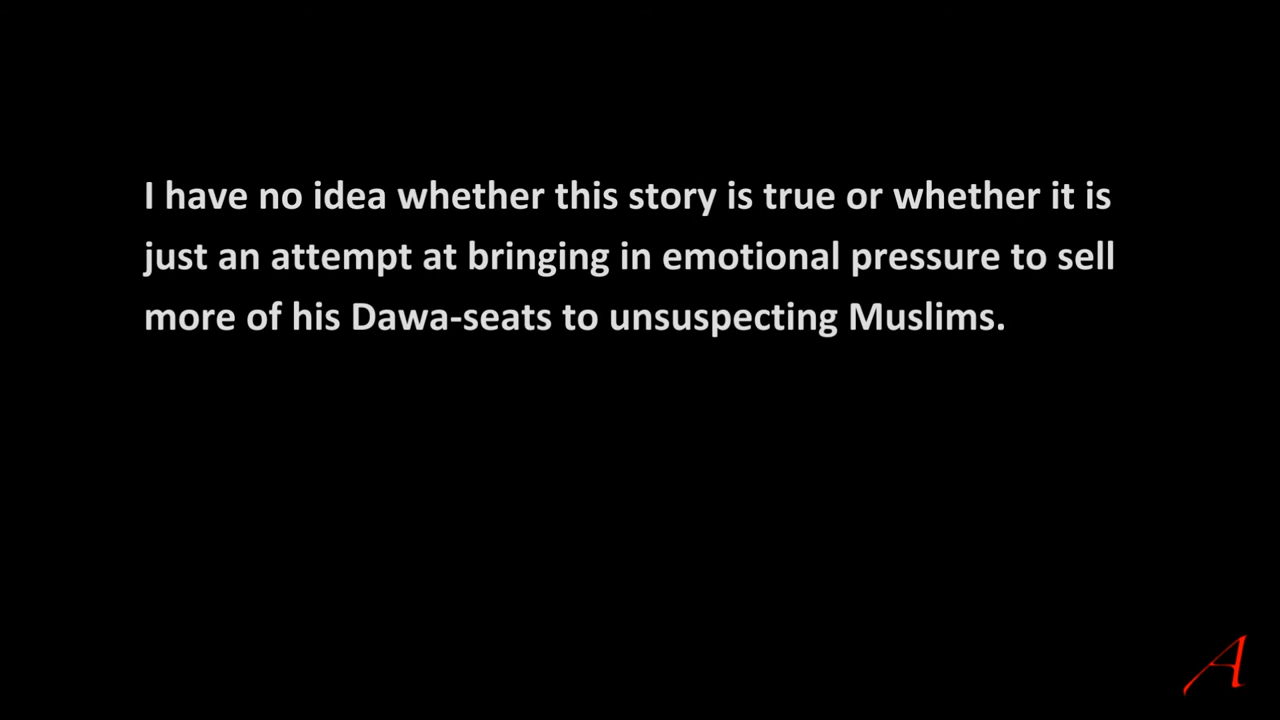 I have no idea whether this story is true or whether it is
just an attempt at bringing in emotional pressure to sell
more of his Dawa-seats to unsuspecting Muslims.
A